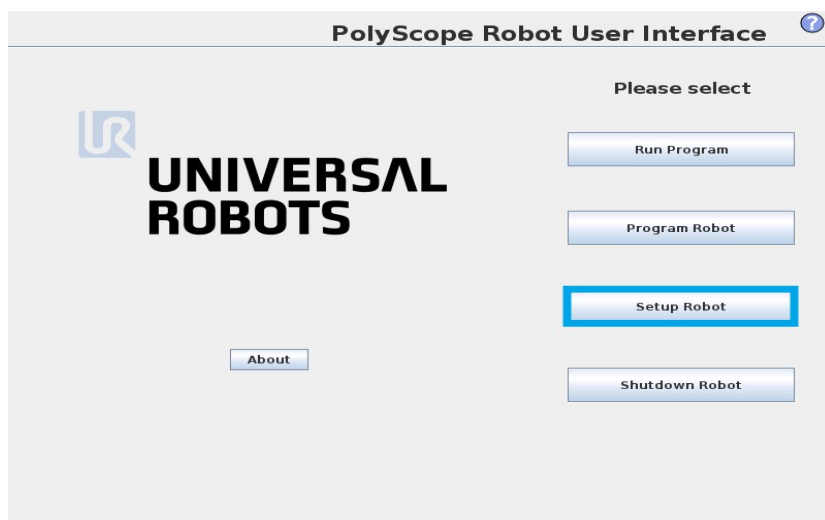 PolyScope Robot User Interface
?
Please select
UR
UNIVERSAL
ROBOTS
Run Program
Program Robot
Setup Robot
About
Shutdown Robot